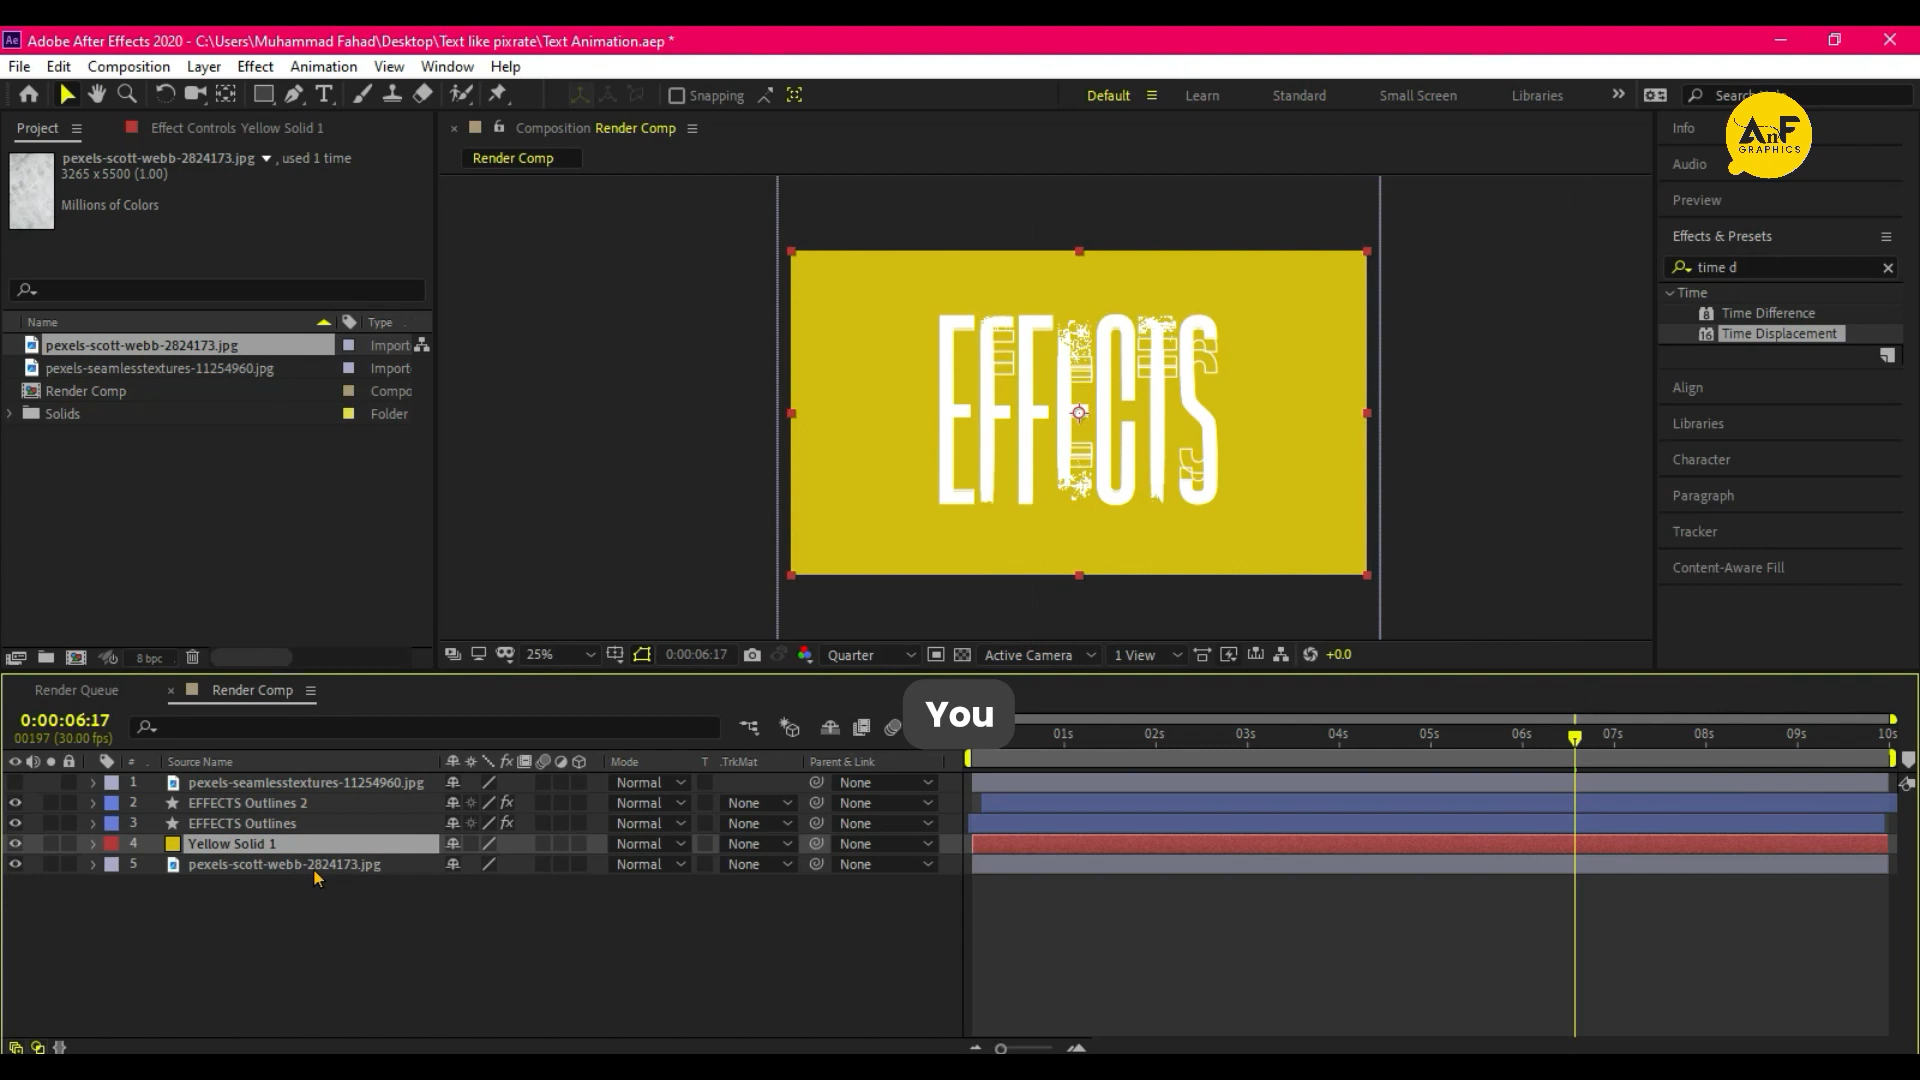 Ae Adobe After Effects 2020 - C:\Users\Muhammad Fahad\Desktop\Text like pixrate\Text Animation.aep *
File Edit Composition Layer Effect Animation View Window Help
Snapping Default Learn Standard Small Screen Libraries Search
AnF
GRAPHICS
Project Effect Controls Yellow Solid 1
pexels-scott-webb-2824173.jpg , used 1 time
3265 x 5500 (1.00)
Millions of Colors
Name Type
pexels-scott-webb-2824173.jpg Import
pexels-seamlesstextures-11254960.jpg Import
Render Comp Compo
Solids Folder
8 bpc
Composition Render Comp
Render Comp
EFFECTS
25% 0:00:06:17 Quarter Active Camera 1 View +0.0
Info
Audio
Preview
Effects & Presets
time d
Time
Time Difference
Time Displacement
Align
Libraries
Character
Paragraph
Tracker
Content-Aware Fill
Render Queue Render Comp
0:00:06:17
00197 (30.00 fps)
You
01s 02s 03s 04s 05s 06s 07s 08s 09s 10s
# Source Name Mode T .TrkMat Parent & Link
1 pexels-seamlesstextures-11254960.jpg Normal None
2 EFFECTS Outlines 2 Normal None None
3 EFFECTS Outlines Normal None None
4 Yellow Solid 1 Normal None None
5 pexels-scott-webb-2824173.jpg Normal None None